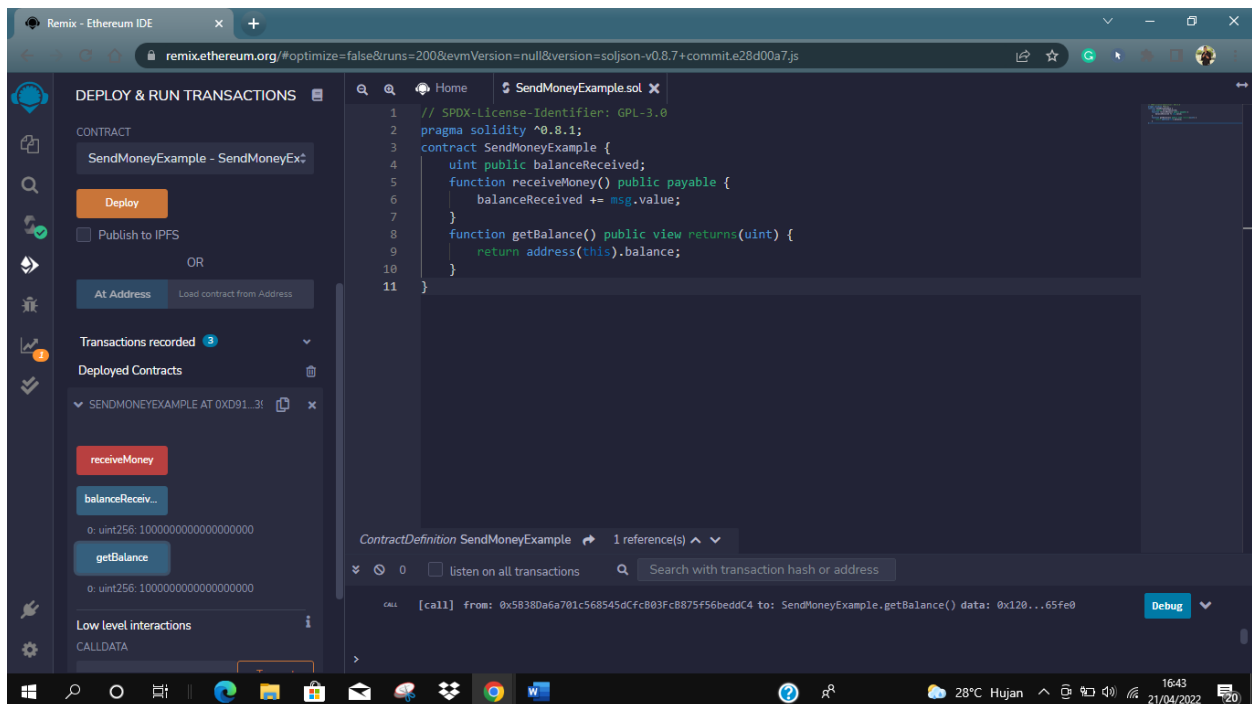 Remix - Ethereum IDE
remix.ethereum.org/#optimize=false&runs=200&evmVersion=null&version=soljson-v0.8.7+commit.e28d00a7.js
DEPLOY & RUN TRANSACTIONS
CONTRACT
SendMoneyExample - SendMoneyEx
Deploy
Publish to IPFS
OR
At Address Load contract from Address
Transactions recorded 3
Deployed Contracts
SENDMONEYEXAMPLE AT 0XD91...39
receiveMoney
balanceReceiv...
0: uint256: 1000000000000000000
getBalance
0: uint256: 1000000000000000000
Low level interactions i
CALLDATA
1
Home SendMoneyExample.sol
1 // SPDX-License-Identifier: GPL-3.0
2 pragma solidity ^0.8.1;
3 contract SendMoneyExample {
4 uint public balanceReceived;
5 function receiveMoney() public payable {
6 balanceReceived += msg.value;
7 }
8 function getBalance() public view returns(uint) {
9 return address(this).balance;
10 }
11 }
ContractDefinition SendMoneyExample 1 reference(s)
0 listen on all transactions Search with transaction hash or address
CALL [call] from: 0x5B38Da6a701c568545dCfcB03FcB875f56beddC4 to: SendMoneyExample.getBalance() data: 0x120...65fe0 Debug
>
28°C Hujan 16:43
21/04/2022 20